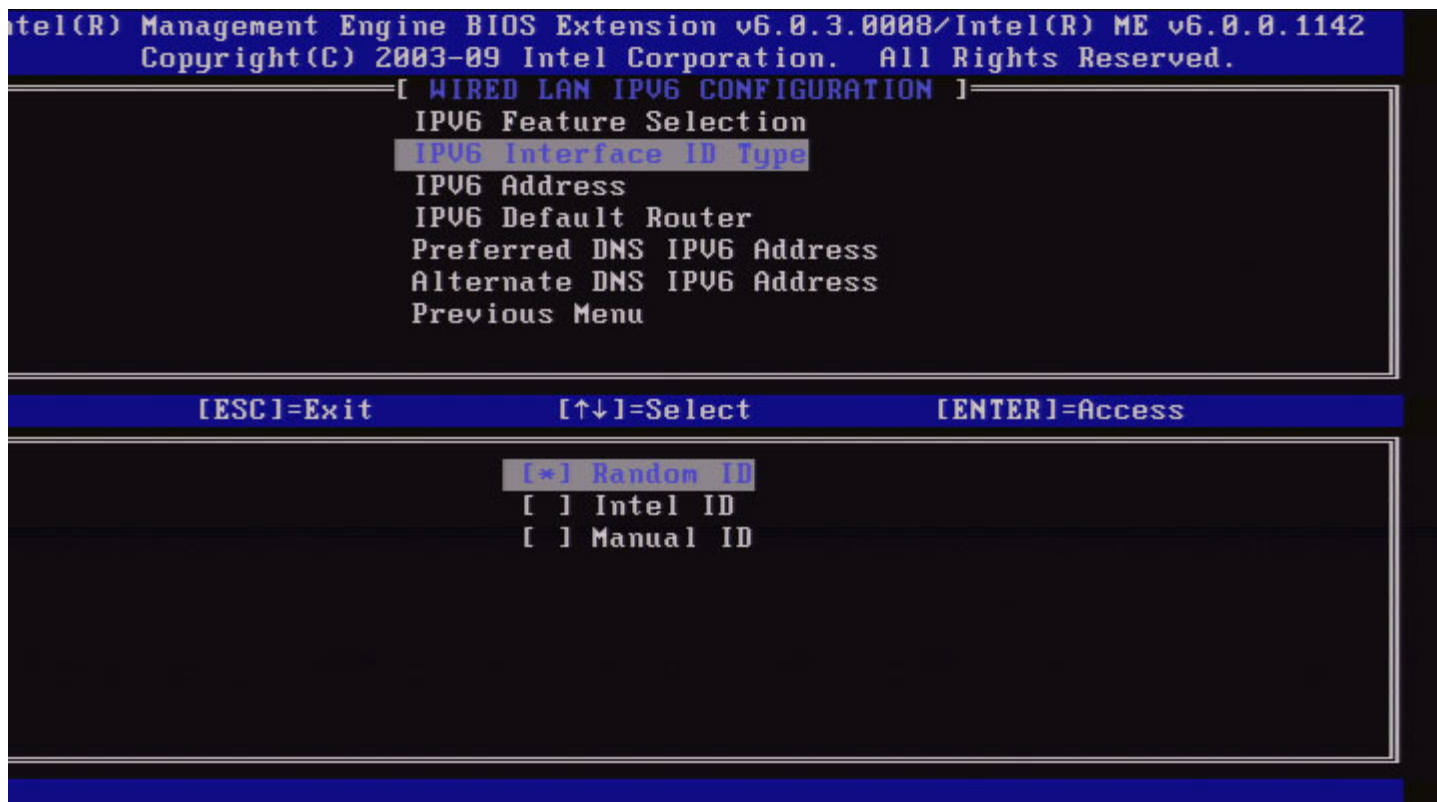 tel(R) Management Engine BIOS Extension v6.0.3.0008/Intel(R) ME v6.0.0.1142
Copyright(C) 2003-09 Intel Corporation. All Rights Reserved.
[ WIRED LAN IPV6 CONFIGURATION ]
IPV6 Feature Selection
IPV6 Interface ID Type
IPV6 Address
IPV6 Default Router
Preferred DNS IPV6 Address
Alternate DNS IPV6 Address
Previous Menu
[ESC]=Exit [↑↓]=Select [ENTER]=Access
[*] Random ID
[ ] Intel ID
[ ] Manual ID